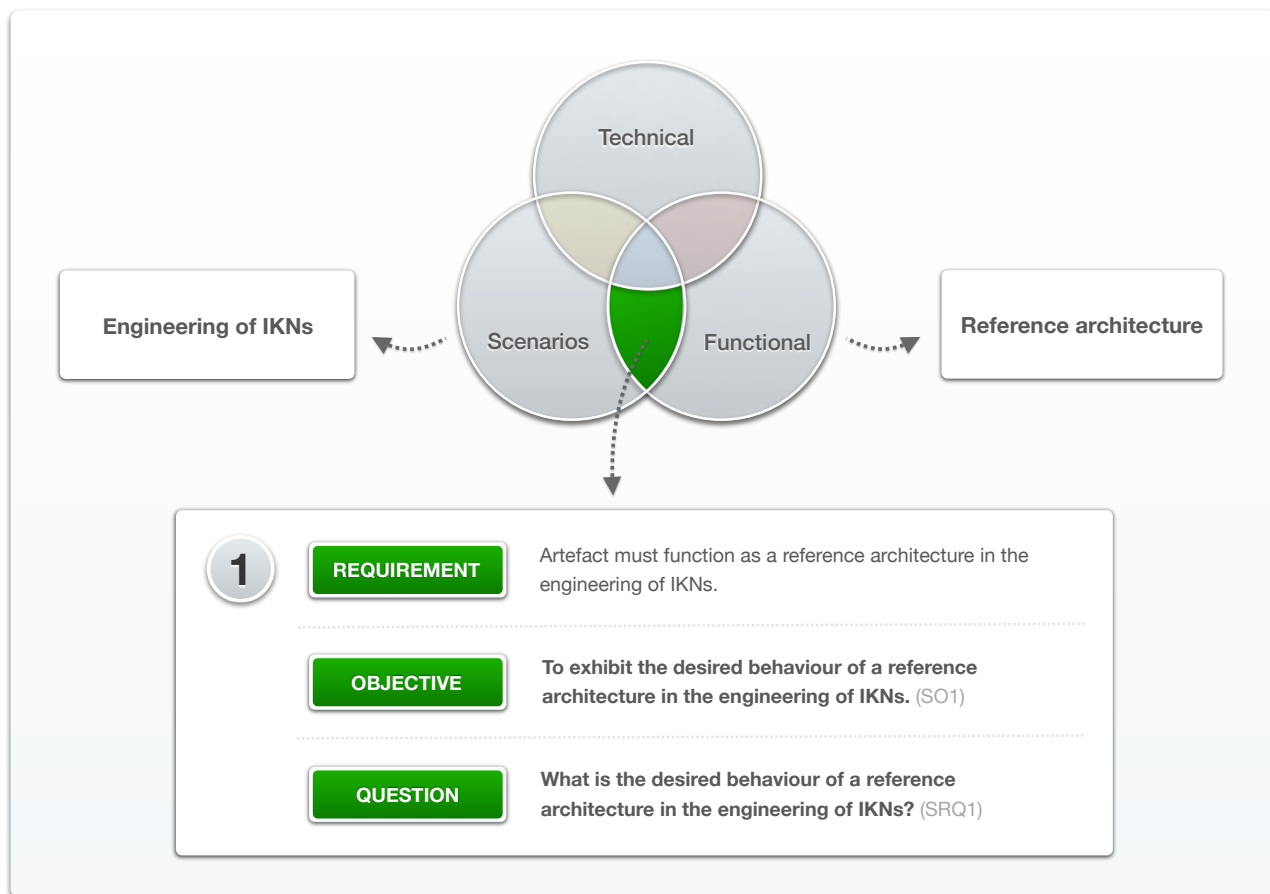 Technical
Engineering of IKNs
Scenarios
Functional
Reference architecture
1
REQUIREMENT
Artefact must function as a reference architecture in the
engineering of IKNs.
OBJECTIVE
To exhibit the desired behaviour of a reference
architecture in the engineering of IKNs. (SO1)
QUESTION
What is the desired behaviour of a reference
architecture in the engineering of IKNs? (SRQ1)